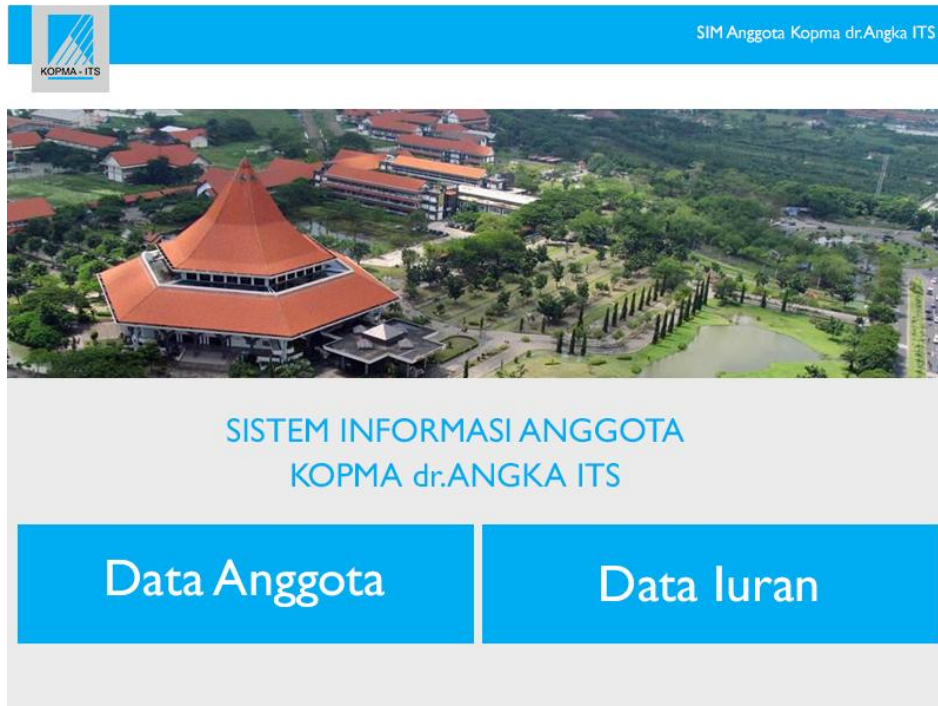 SIM Anggota Kopma dr.Angka ITS
KOPMA - ITS
SISTEM INFORMASI ANGGOTA
KOPMA dr.ANGKA ITS
Data Anggota
Data Iuran